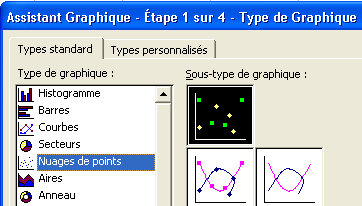 Assistant Graphique - Étape 1 sur 4 - Type de Graphique
Types standard
Types personnalisés
Type de graphique :
Sous-type de graphique :
Histogramme
Barres
Courbes
Secteurs
Nuages de points
Aires
Anneau